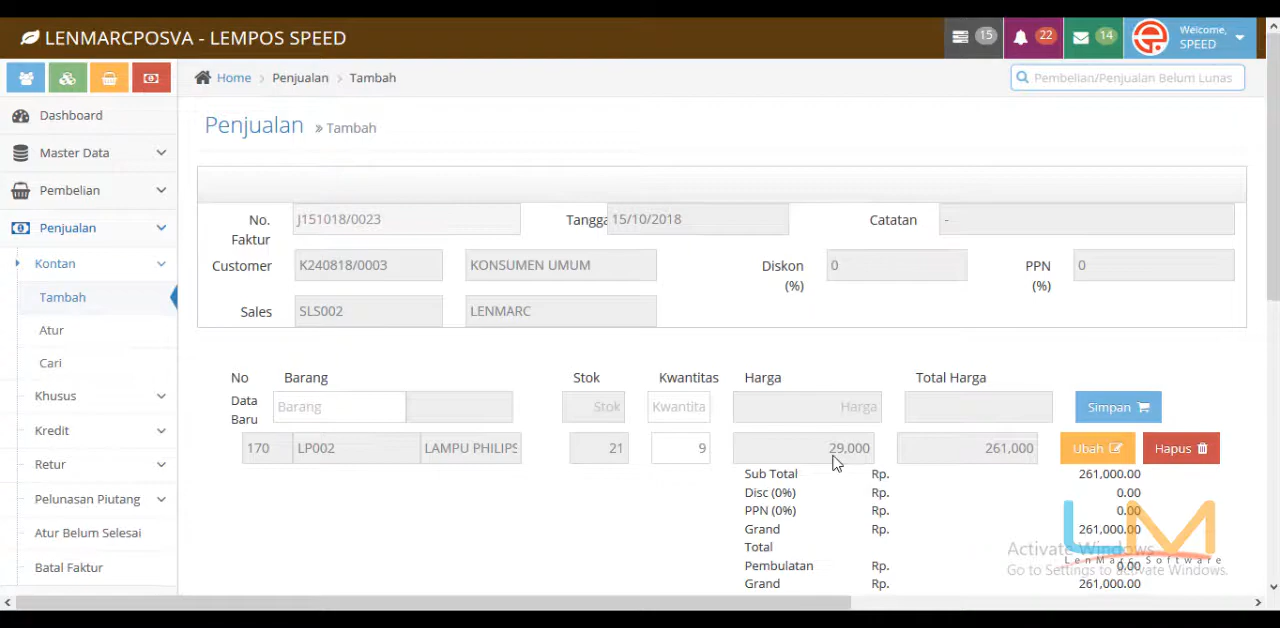 LENMARCPOSVA - LEMPOS SPEED
15
22
14
Welcome,
SPEED
Home > Penjualan > Tambah
Pembelian/Penjualan Belum Lunas
Dashboard
Master Data
Pembelian
Penjualan
Kontan
Tambah
Atur
Cari
Khusus
Kredit
Retur
Pelunasan Piutang
Atur Belum Selesai
Batal Faktur
Penjualan » Tambah
No. Faktur J151018/0023 Tangga 15/10/2018 Catatan -
Customer K240818/0003 KONSUMEN UMUM Diskon (%) 0 PPN (%) 0
Sales SLS002 LENMARC
No Barang Stok Kwantitas Harga Total Harga
Data Baru Barang Stok Kwantita Harga Simpan
170 LP002 LAMPU PHILIPS 21 9 29,000 261,000 Ubah Hapus
Sub Total Rp. 261,000.00
Disc (0%) Rp. 0.00
PPN (0%) Rp. 0.00
Grand Total Rp. 261,000.00
Pembulatan Rp. 0.00
Grand Rp. 261,000.00
LM
LenMarc Software
Activate Windows
Go to Settings to activate Windows.